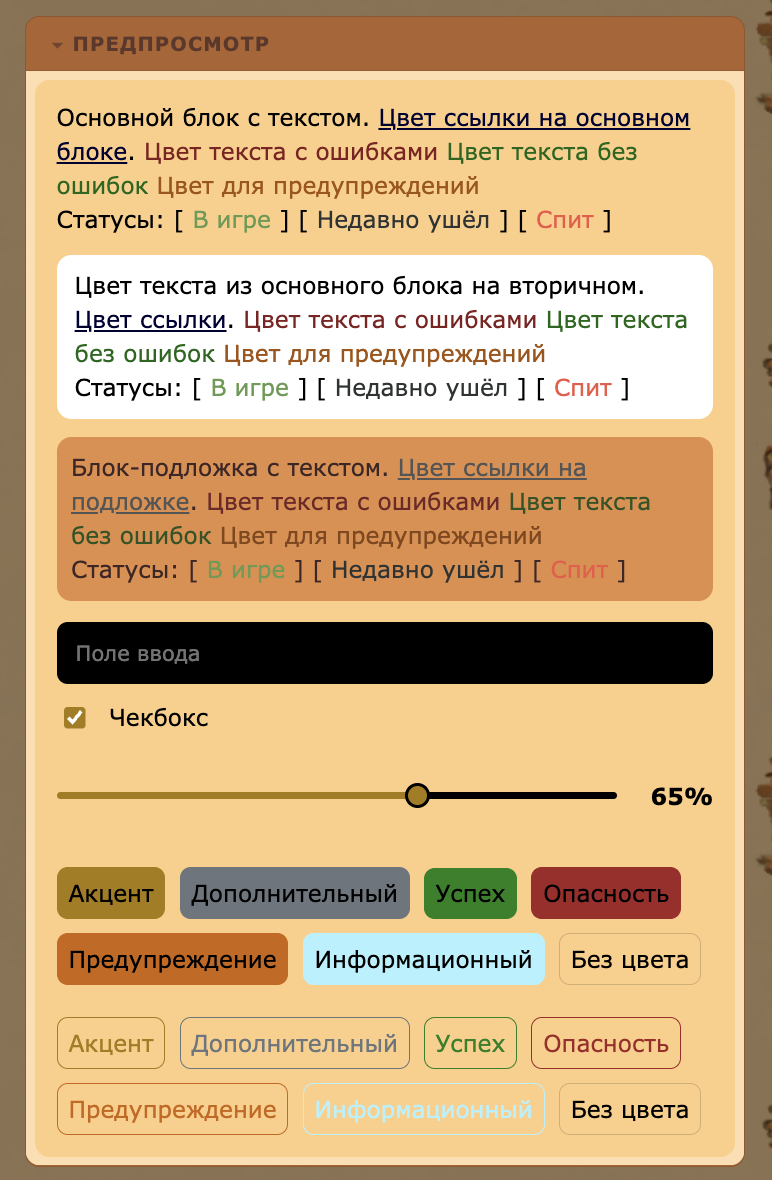 ПРЕДПРОСМОТР
Основной блок с текстом. Цвет ссылки на основном
блоке. Цвет текста с ошибками Цвет текста без
ошибок Цвет для предупреждений
Статусы: [ В игре ] [ Недавно ушёл ] [ Спит ]
Цвет текста из основного блока на вторичном.
Цвет ссылки. Цвет текста с ошибками Цвет текста
без ошибок Цвет для предупреждений
Статусы: [ В игре ] [ Недавно ушёл ] [ Спит ]
Блок-подложка с текстом. Цвет ссылки на
подложке. Цвет текста с ошибками Цвет текста
без ошибок Цвет для предупреждений
Статусы: [ В игре ] [ Недавно ушёл ] [ Спит ]
Поле ввода
Чекбокс
65%
Акцент Дополнительный Успех Опасность
Предупреждение Информационный Без цвета
Акцент Дополнительный Успех Опасность
Предупреждение Информационный Без цвета